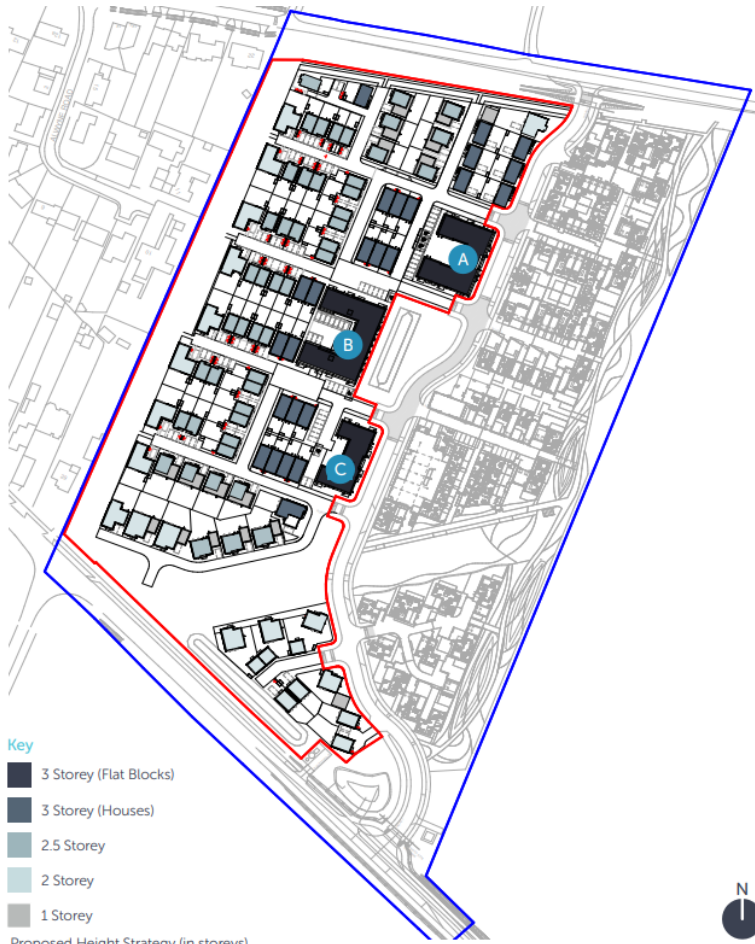 A
B
C
Key
3 Storey (Flat Blocks)
3 Storey (Houses)
2.5 Storey
2 Storey
1 Storey
Proposed Height Strategy (in storeys)
N